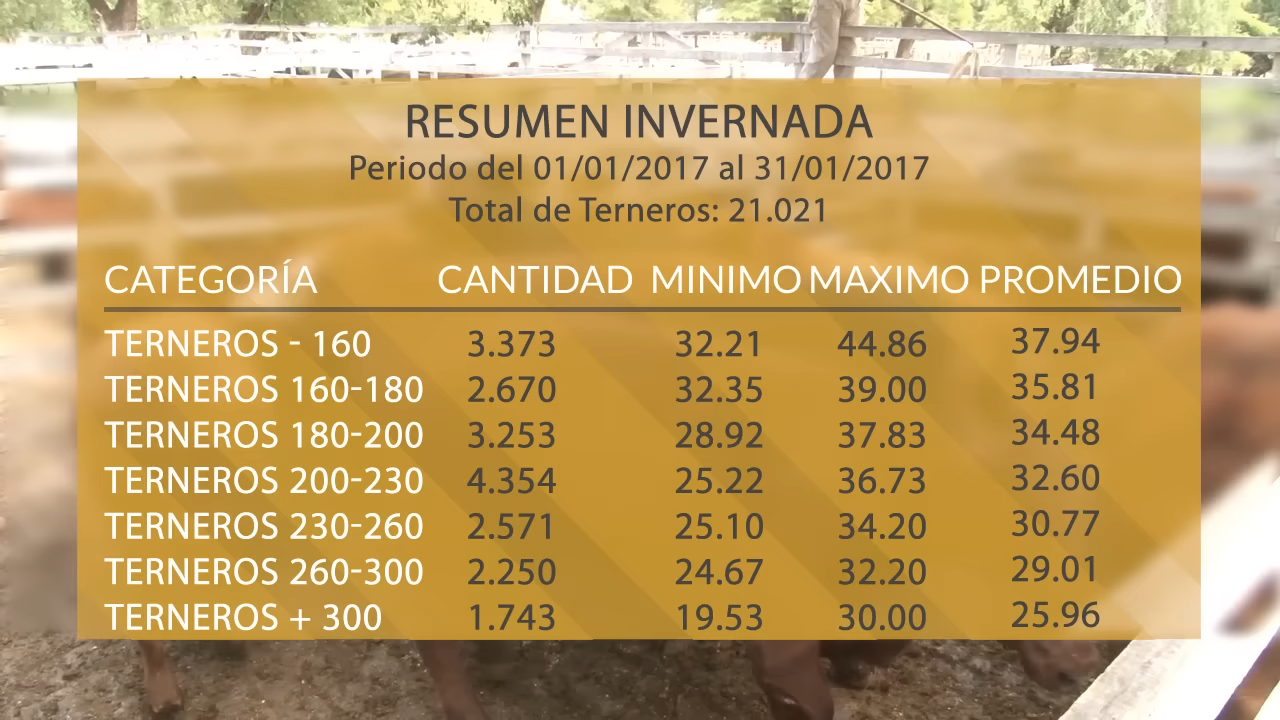 RESUMEN INVERNADA
Periodo del 01/01/2017 al 31/01/2017
Total de Terneros: 21.021
CATEGORÍA CANTIDAD MINIMO MAXIMO PROMEDIO
TERNEROS - 160 3.373 32.21 44.86 37.94
TERNEROS 160-180 2.670 32.35 39.00 35.81
TERNEROS 180-200 3.253 28.92 37.83 34.48
TERNEROS 200-230 4.354 25.22 36.73 32.60
TERNEROS 230-260 2.571 25.10 34.20 30.77
TERNEROS 260-300 2.250 24.67 32.20 29.01
TERNEROS + 300 1.743 19.53 30.00 25.96